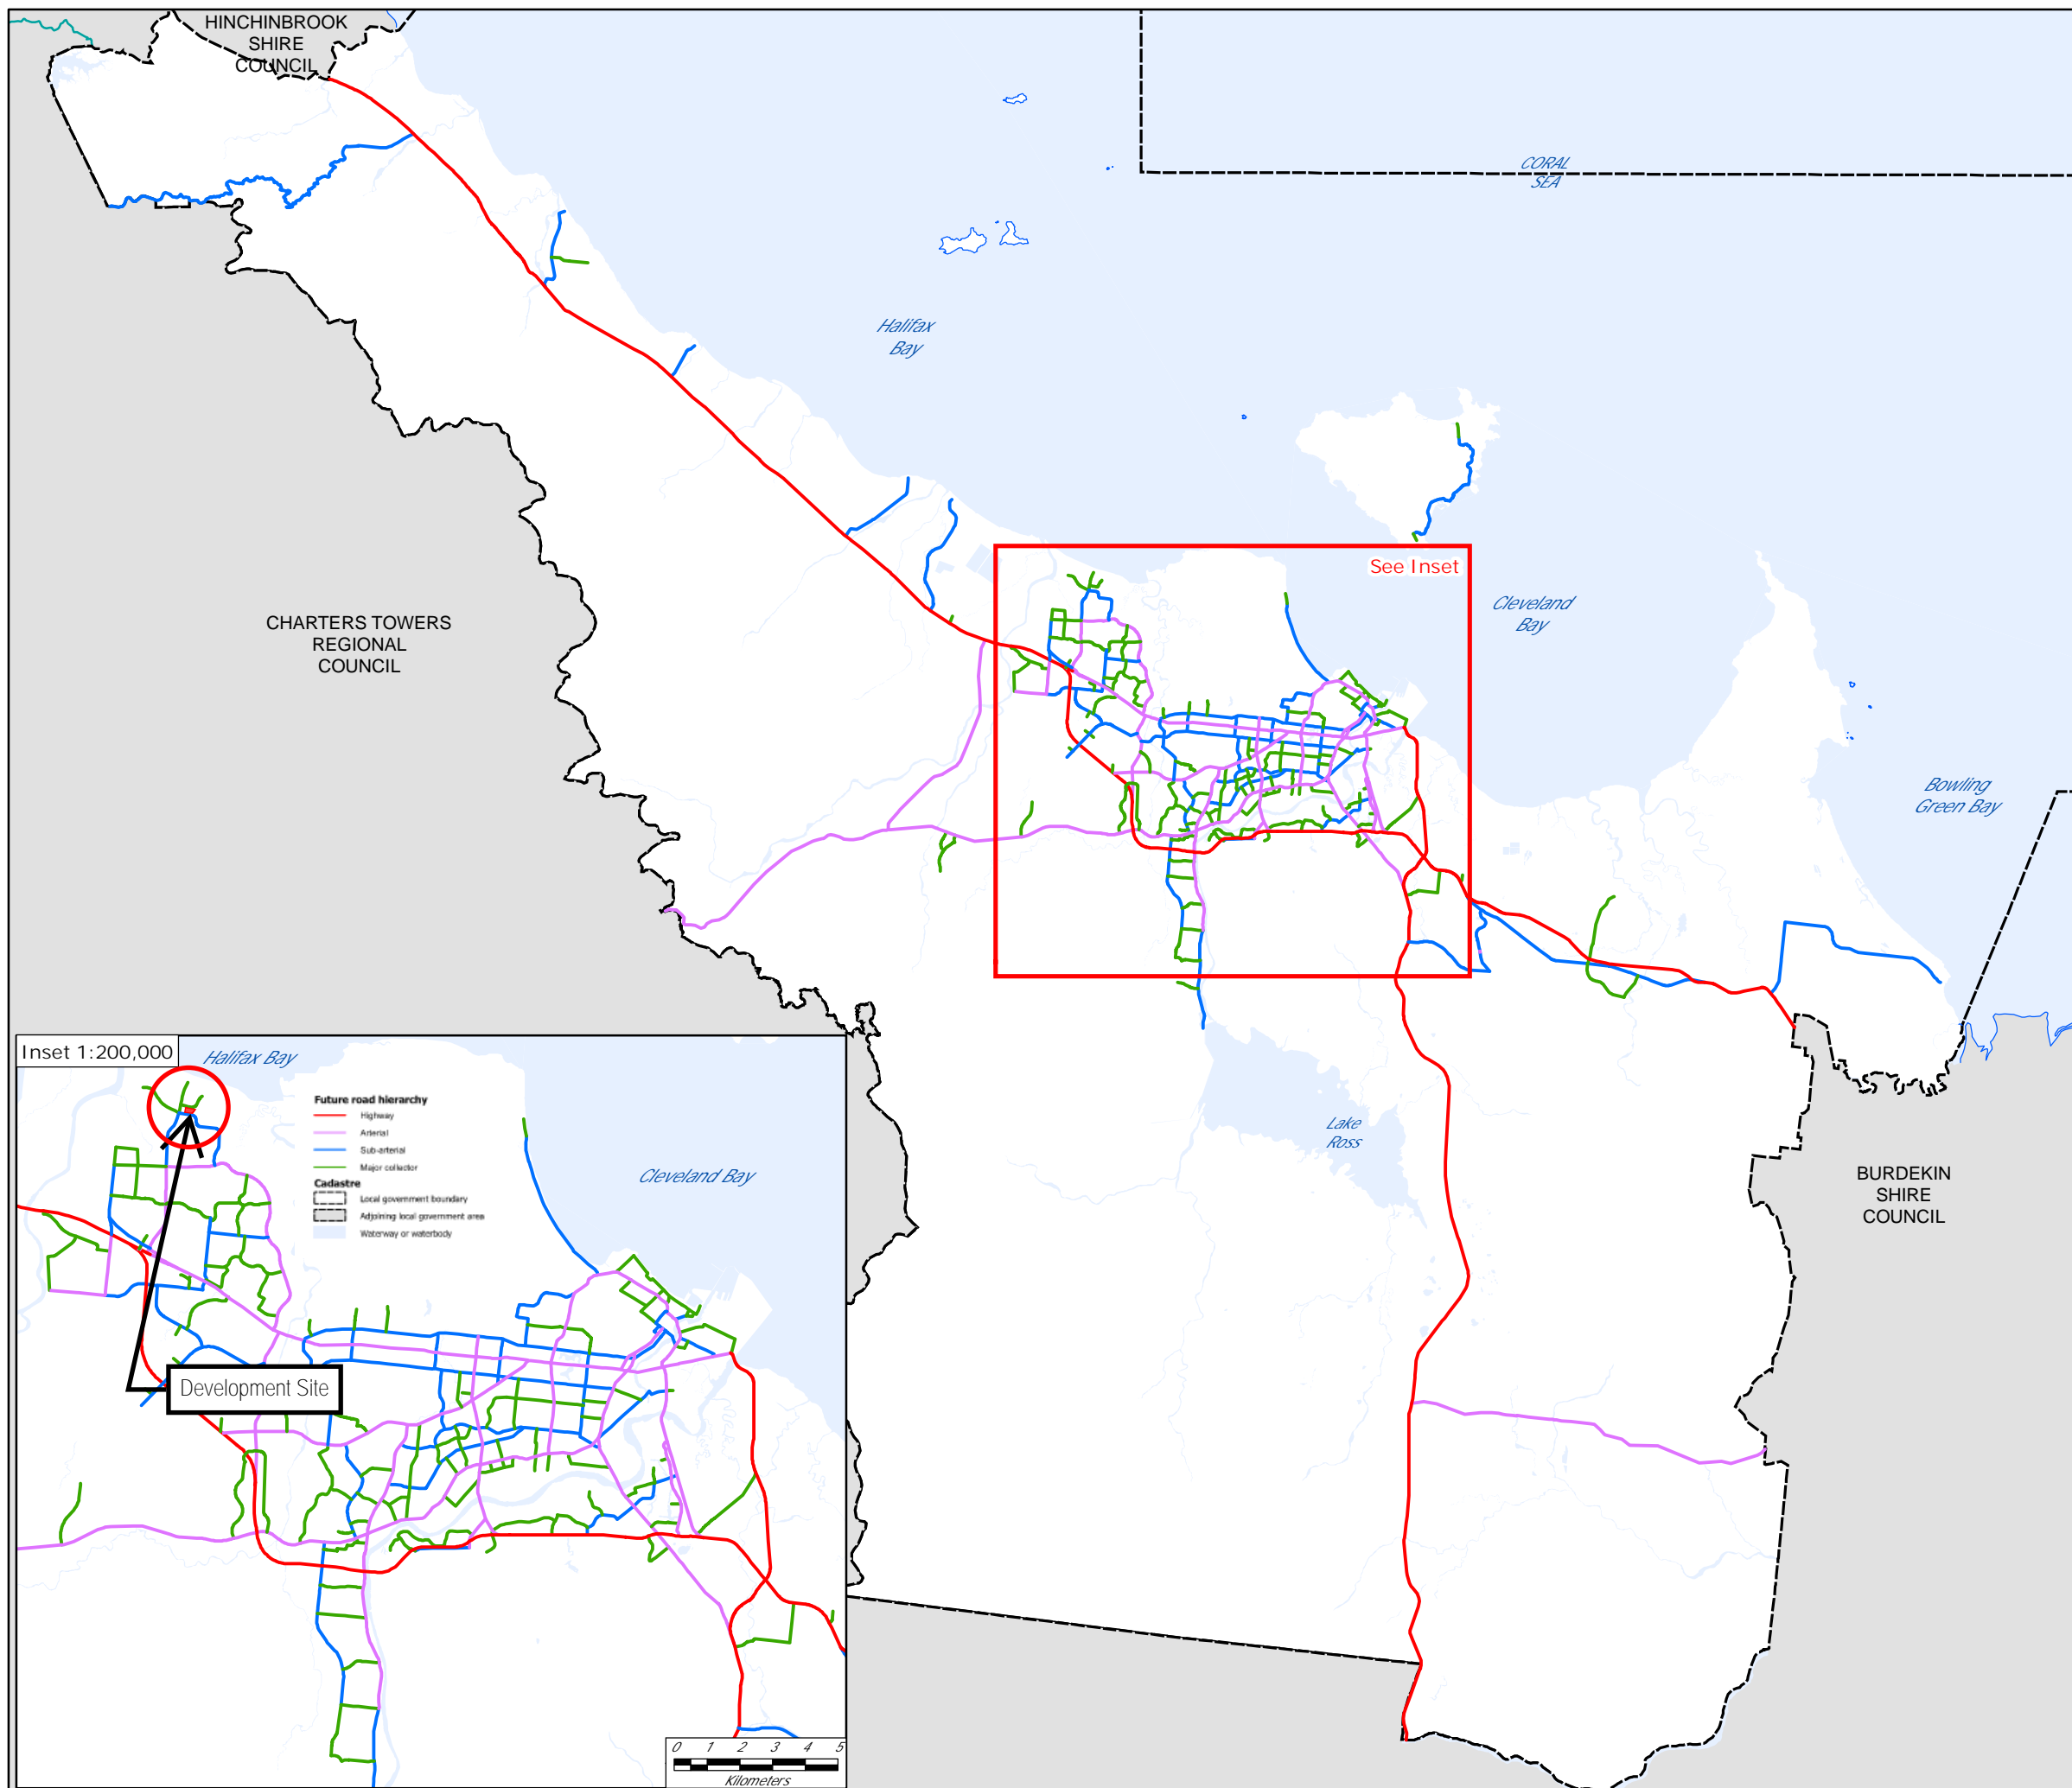 HINCHINBROOK
SHIRE
COUNCIL
CORAL
SEA
Halifax
Bay
See Inset
Cleveland
Bay
CHARTERS TOWERS
REGIONAL
COUNCIL
Bowling
Green Bay
Inset 1:200,000
Halifax Bay
Future road hierarchy
Highway
Arterial
Sub-arterial
Major collector
Cadastre
Local government boundary
Adjoining local government area
Waterway or waterbody
Cleveland Bay
Lake
Ross
BURDEKIN
SHIRE
COUNCIL
Development Site
0 1 2 3 4 5
Kilometers